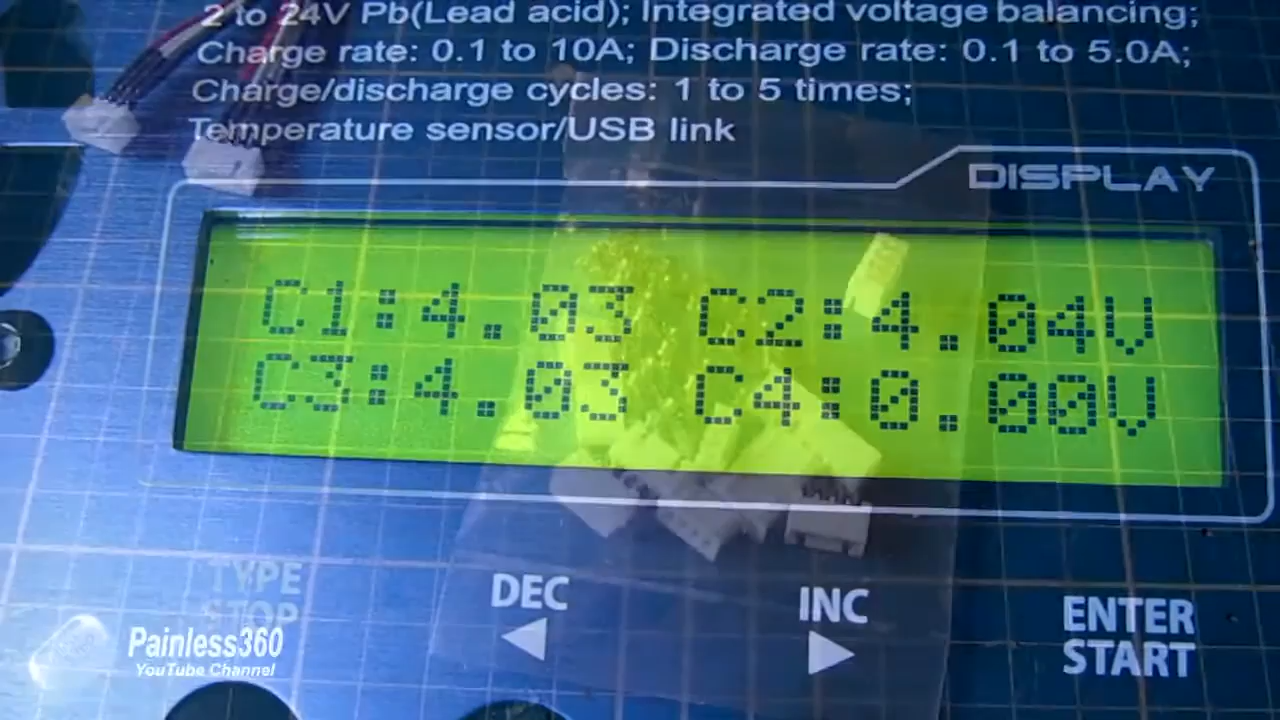 2 to 24V Pb(Lead acid); Integrated voltage balancing;
Charge rate: 0.1 to 10A; Discharge rate: 0.1 to 5.0A;
Charge/discharge cycles: 1 to 5 times;
Temperature sensor/USB link
DISPLAY
C1:4.03 C2:4.04V
C3:4.03 C4:0.00V
TYPE
STOP
DEC
INC
ENTER
START
Painless360
YouTube Channel